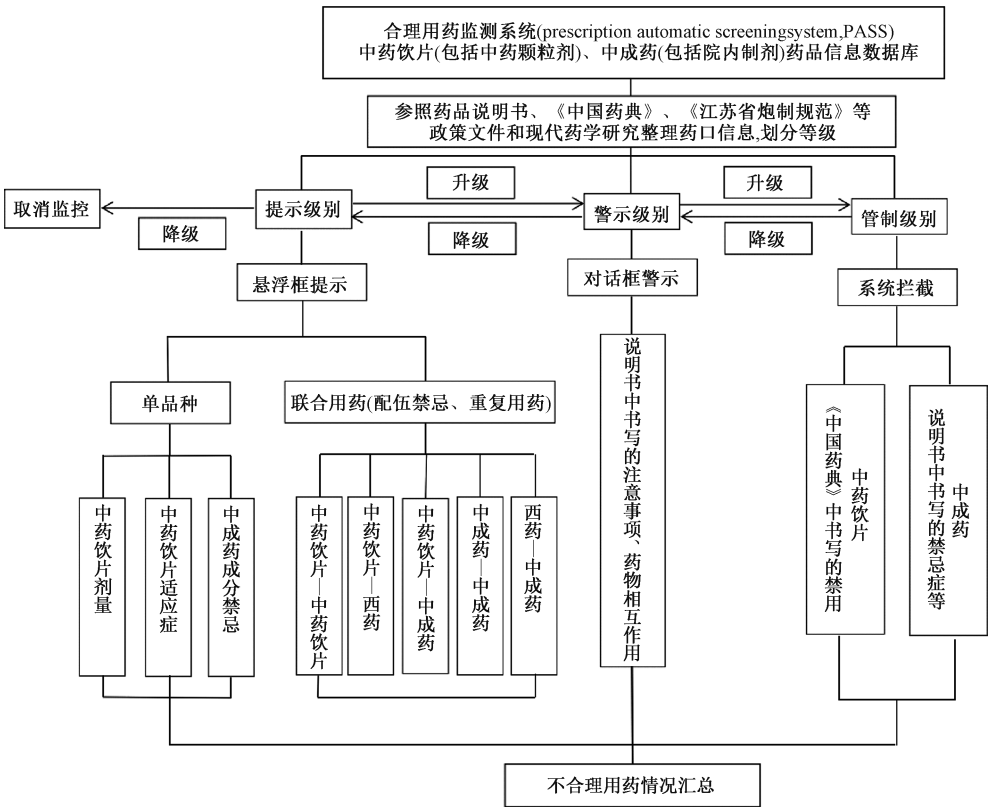 合理用药监测系统(prescription automatic screeningsystem,PASS)
中药饮片(包括中药颗粒剂)、中成药(包括院内制剂)药品信息数据库
参照药品说明书、《中国药典》、《江苏省炮制规范》等
政策文件和现代药学研究整理药口信息,划分等级
升级
升级
取消监控
提示级别
警示级别
管制级别
降级
降级
降级
悬浮框提示
对话框警示
系统拦截
单品种
联合用药(配伍禁忌、重复用药)
中药饮片剂量
中药饮片适应症
中成药成分禁忌
中药饮片—中药饮片
中药饮片—西药
中药饮片—中成药
中成药—中成药
西药—中成药
说明书中书写的注意事项、药物相互作用
中药饮片
《中国药典》中书写的禁用
中成药
说明书中书写的禁忌症等
不合理用药情况汇总